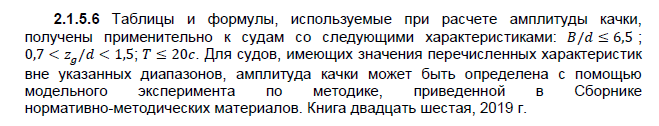 2.1.5.6 Таблицы и формулы, используемые при расчете амплитуды качки,
получены применительно к судам со следующими характеристиками: B/d ≤ 6,5 ;
0,7 < z_g/d < 1,5; T ≤ 20c. Для судов, имеющих значения перечисленных характеристик
вне указанных диапазонов, амплитуда качки может быть определена с помощью
модельного эксперимента по методике, приведенной в Сборнике
нормативно-методических материалов. Книга двадцать шестая, 2019 г.